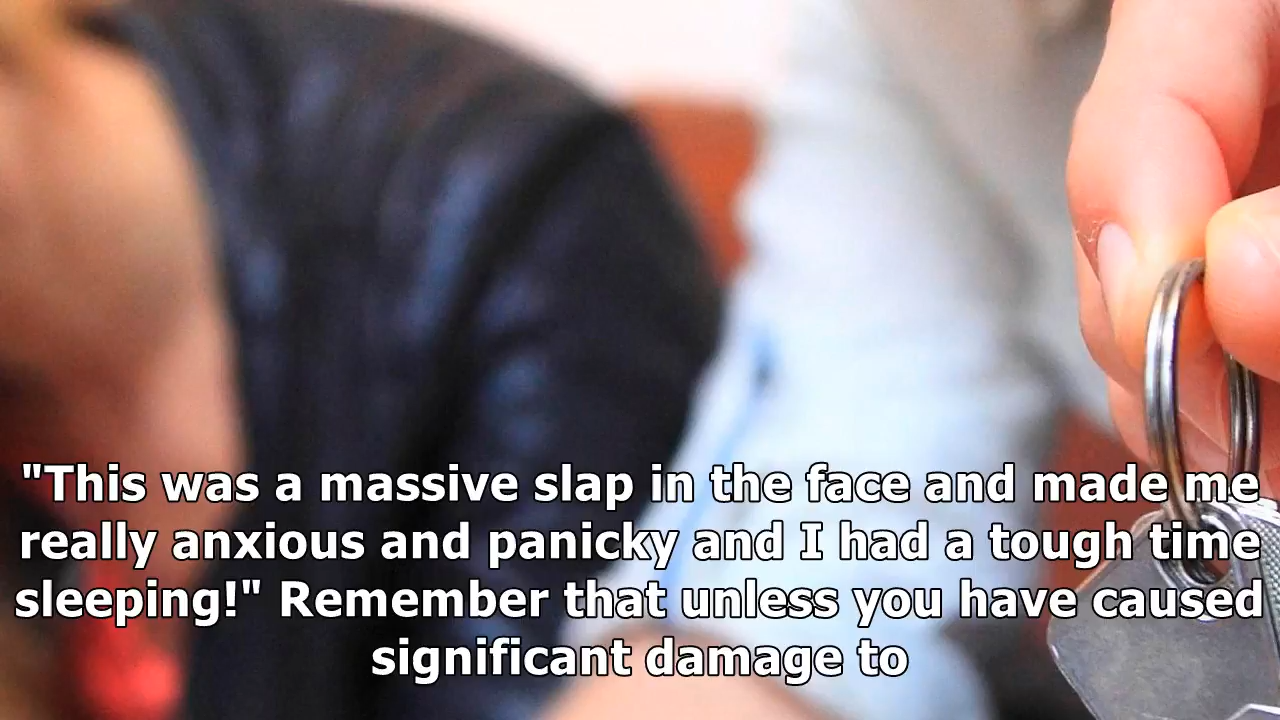 "This was a massive slap in the face and made me
really anxious and panicky and I had a tough time
sleeping!" Remember that unless you have caused
significant damage to